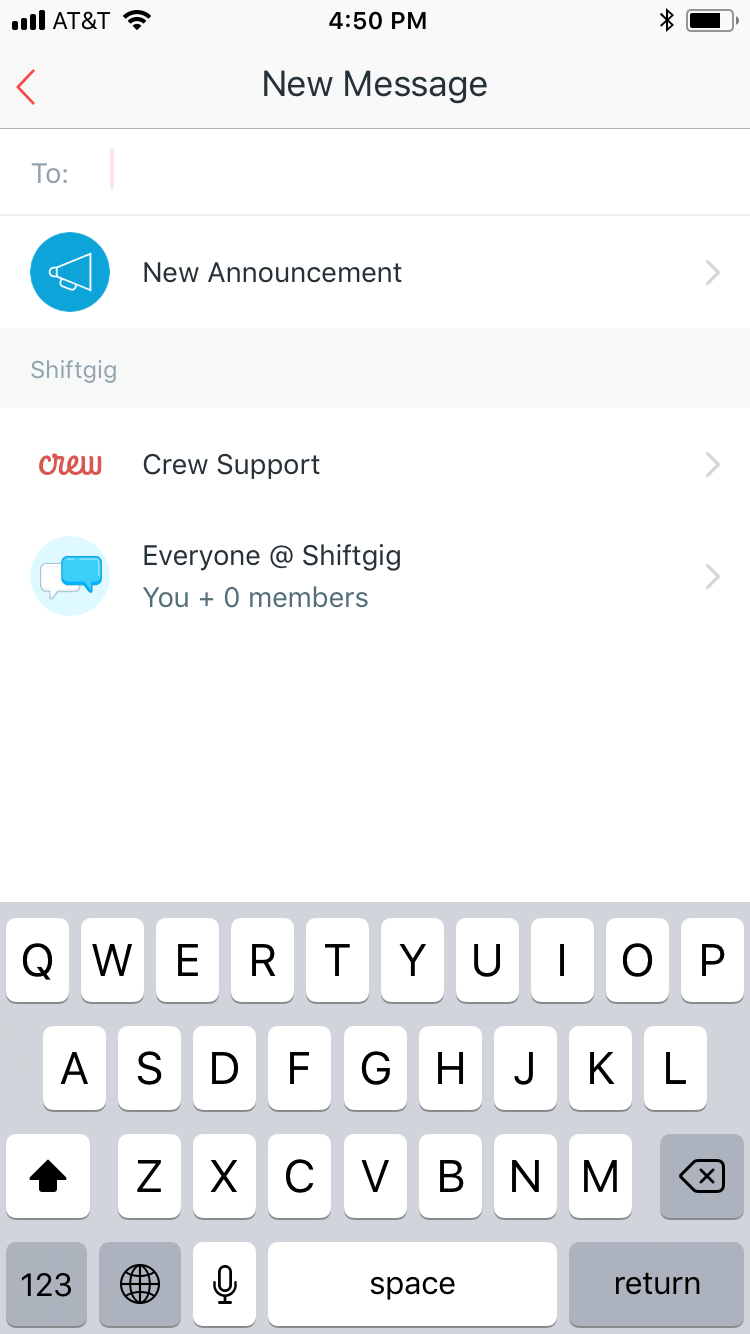 AT&T 4:50 PM
New Message
To:
New Announcement
Shiftgig
crew Crew Support
Everyone @ Shiftgig
You + 0 members
Q W E R T Y U I O P
A S D F G H J K L
Z X C V B N M
123 space return